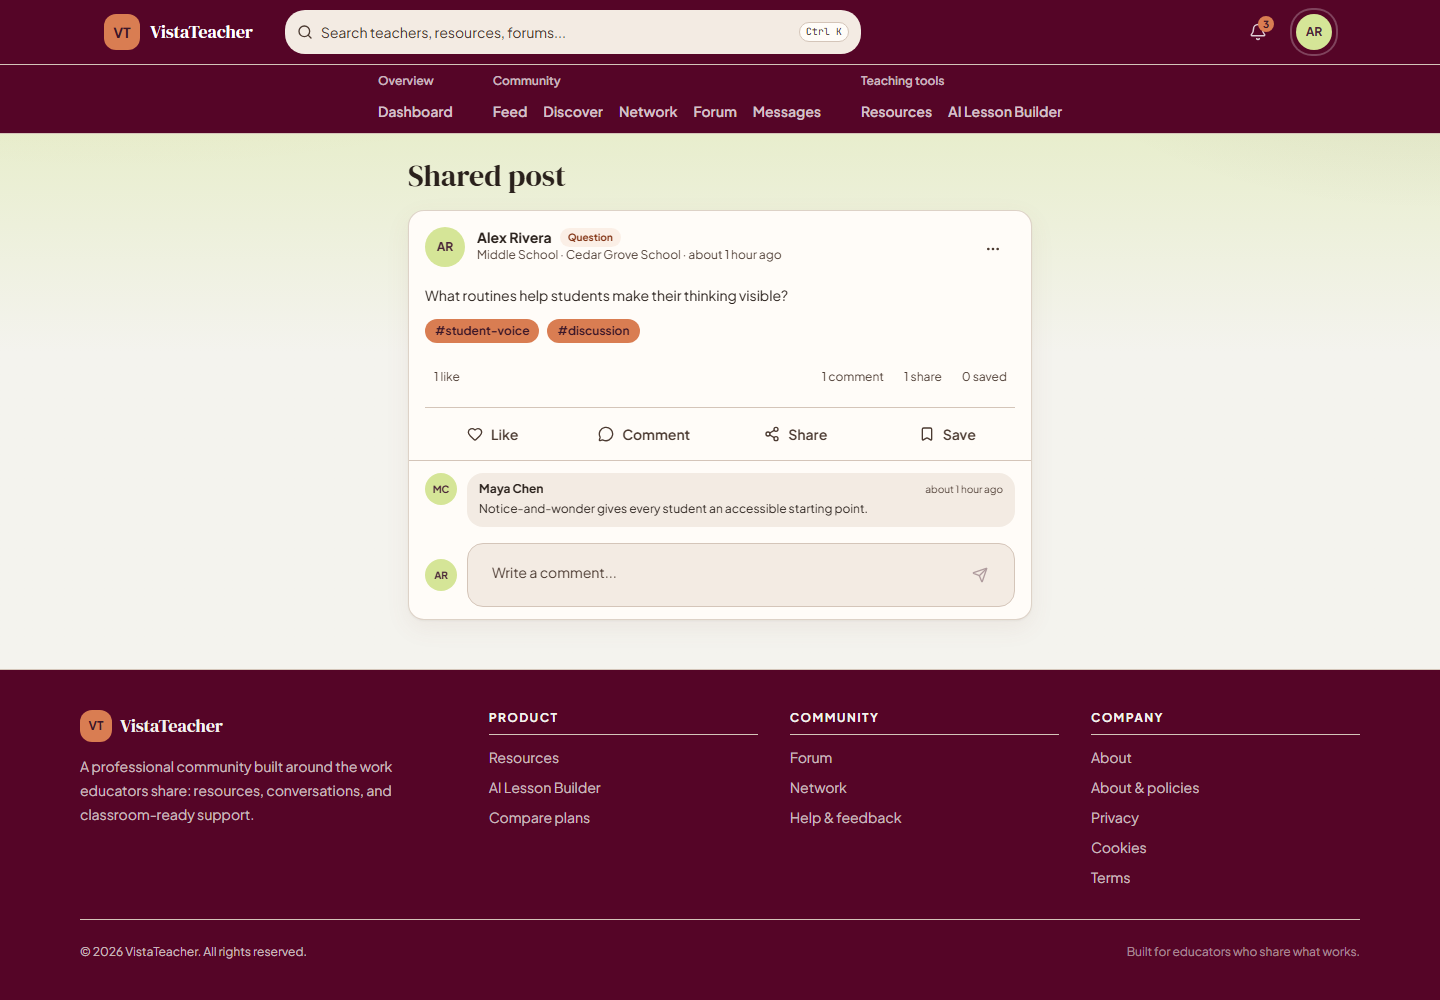 VT VistaTeacher
Search teachers, resources, forums...
Ctrl K
3
AR
Overview
Dashboard
Community
Feed Discover Network Forum Messages
Teaching tools
Resources AI Lesson Builder
Shared post
AR
Alex Rivera Question
Middle School · Cedar Grove School · about 1 hour ago
...
What routines help students make their thinking visible?
#student-voice #discussion
1 like 1 comment 1 share 0 saved
Like Comment Share Save
MC
Maya Chen about 1 hour ago
Notice-and-wonder gives every student an accessible starting point.
AR
Write a comment...
VT VistaTeacher
A professional community built around the work
educators share: resources, conversations, and
classroom-ready support.
PRODUCT
Resources
AI Lesson Builder
Compare plans
COMMUNITY
Forum
Network
Help & feedback
COMPANY
About
About & policies
Privacy
Cookies
Terms
© 2026 VistaTeacher. All rights reserved.
Built for educators who share what works.